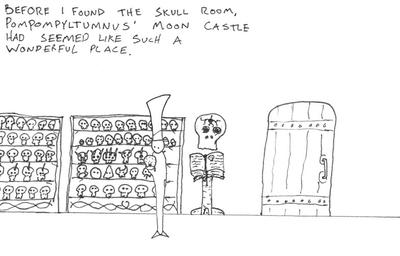 BEFORE I FOUND THE SKULL ROOM,
POMPOMPYLTUMNUS' MOON CASTLE
HAD SEEMED LIKE SUCH A
WONDERFUL PLACE.